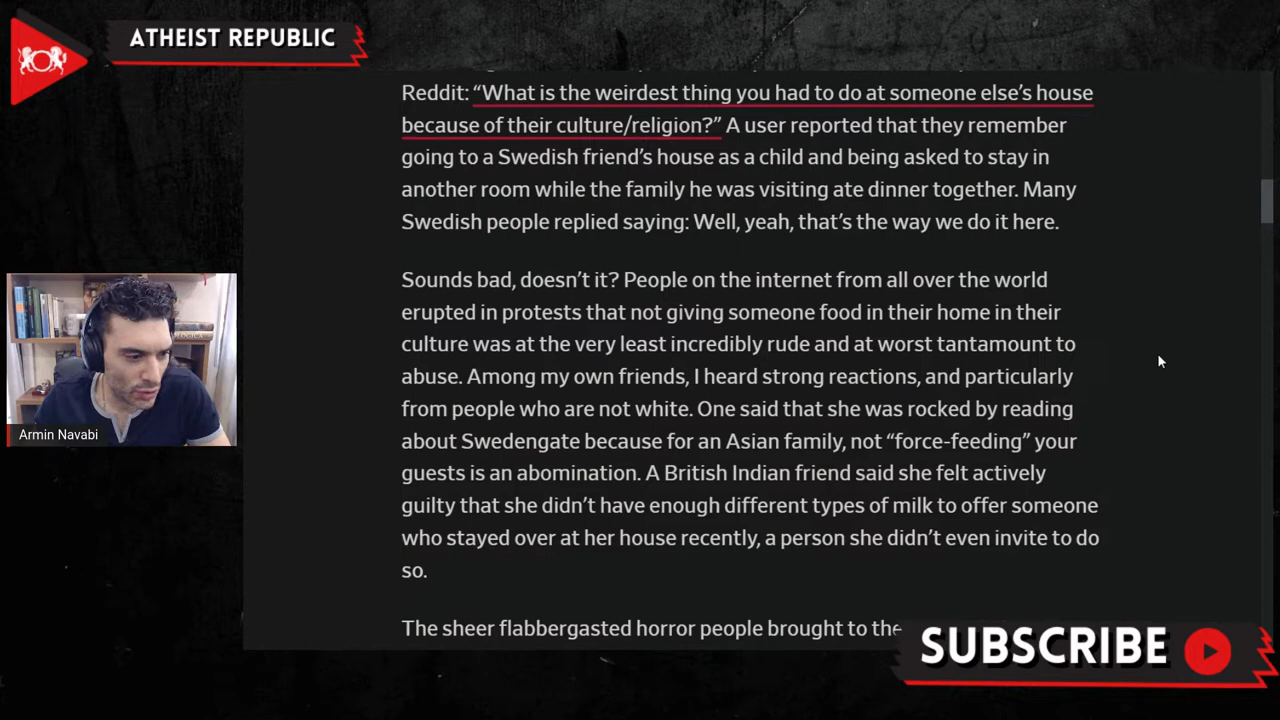 ATHEIST REPUBLIC
Reddit: “What is the weirdest thing you had to do at someone else’s house
because of their culture/religion?” A user reported that they remember
going to a Swedish friend’s house as a child and being asked to stay in
another room while the family he was visiting ate dinner together. Many
Swedish people replied saying: Well, yeah, that’s the way we do it here.
Sounds bad, doesn’t it? People on the internet from all over the world
erupted in protests that not giving someone food in their home in their
culture was at the very least incredibly rude and at worst tantamount to
abuse. Among my own friends, I heard strong reactions, and particularly
from people who are not white. One said that she was rocked by reading
about Swedengate because for an Asian family, not “force-feeding” your
guests is an abomination. A British Indian friend said she felt actively
guilty that she didn’t have enough different types of milk to offer someone
who stayed over at her house recently, a person she didn’t even invite to do
so.
The sheer flabbergasted horror people brought to the
Armin Navabi
SUBSCRIBE